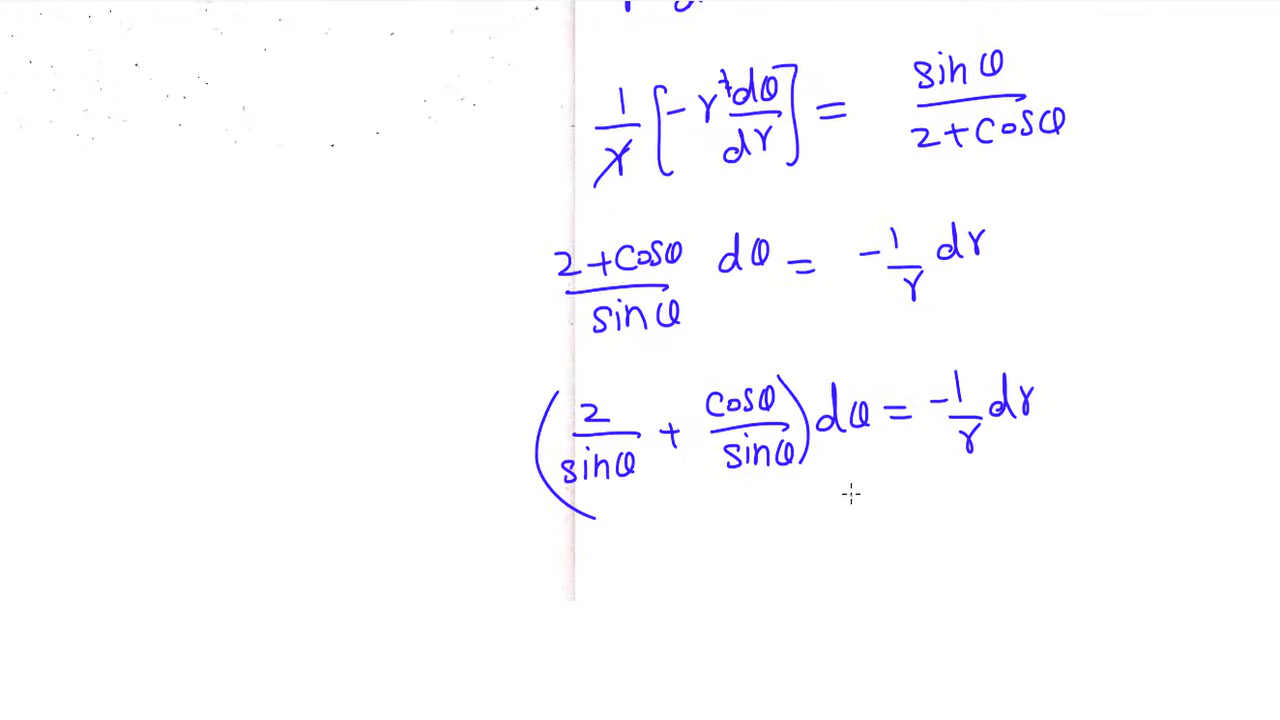 1/r [-r² dθ/dr] = sinθ/(2+cosθ)
(2+cosθ)/sinθ dθ = -1/r dr
(2/sinθ + cosθ/sinθ) dθ = -1/r dr